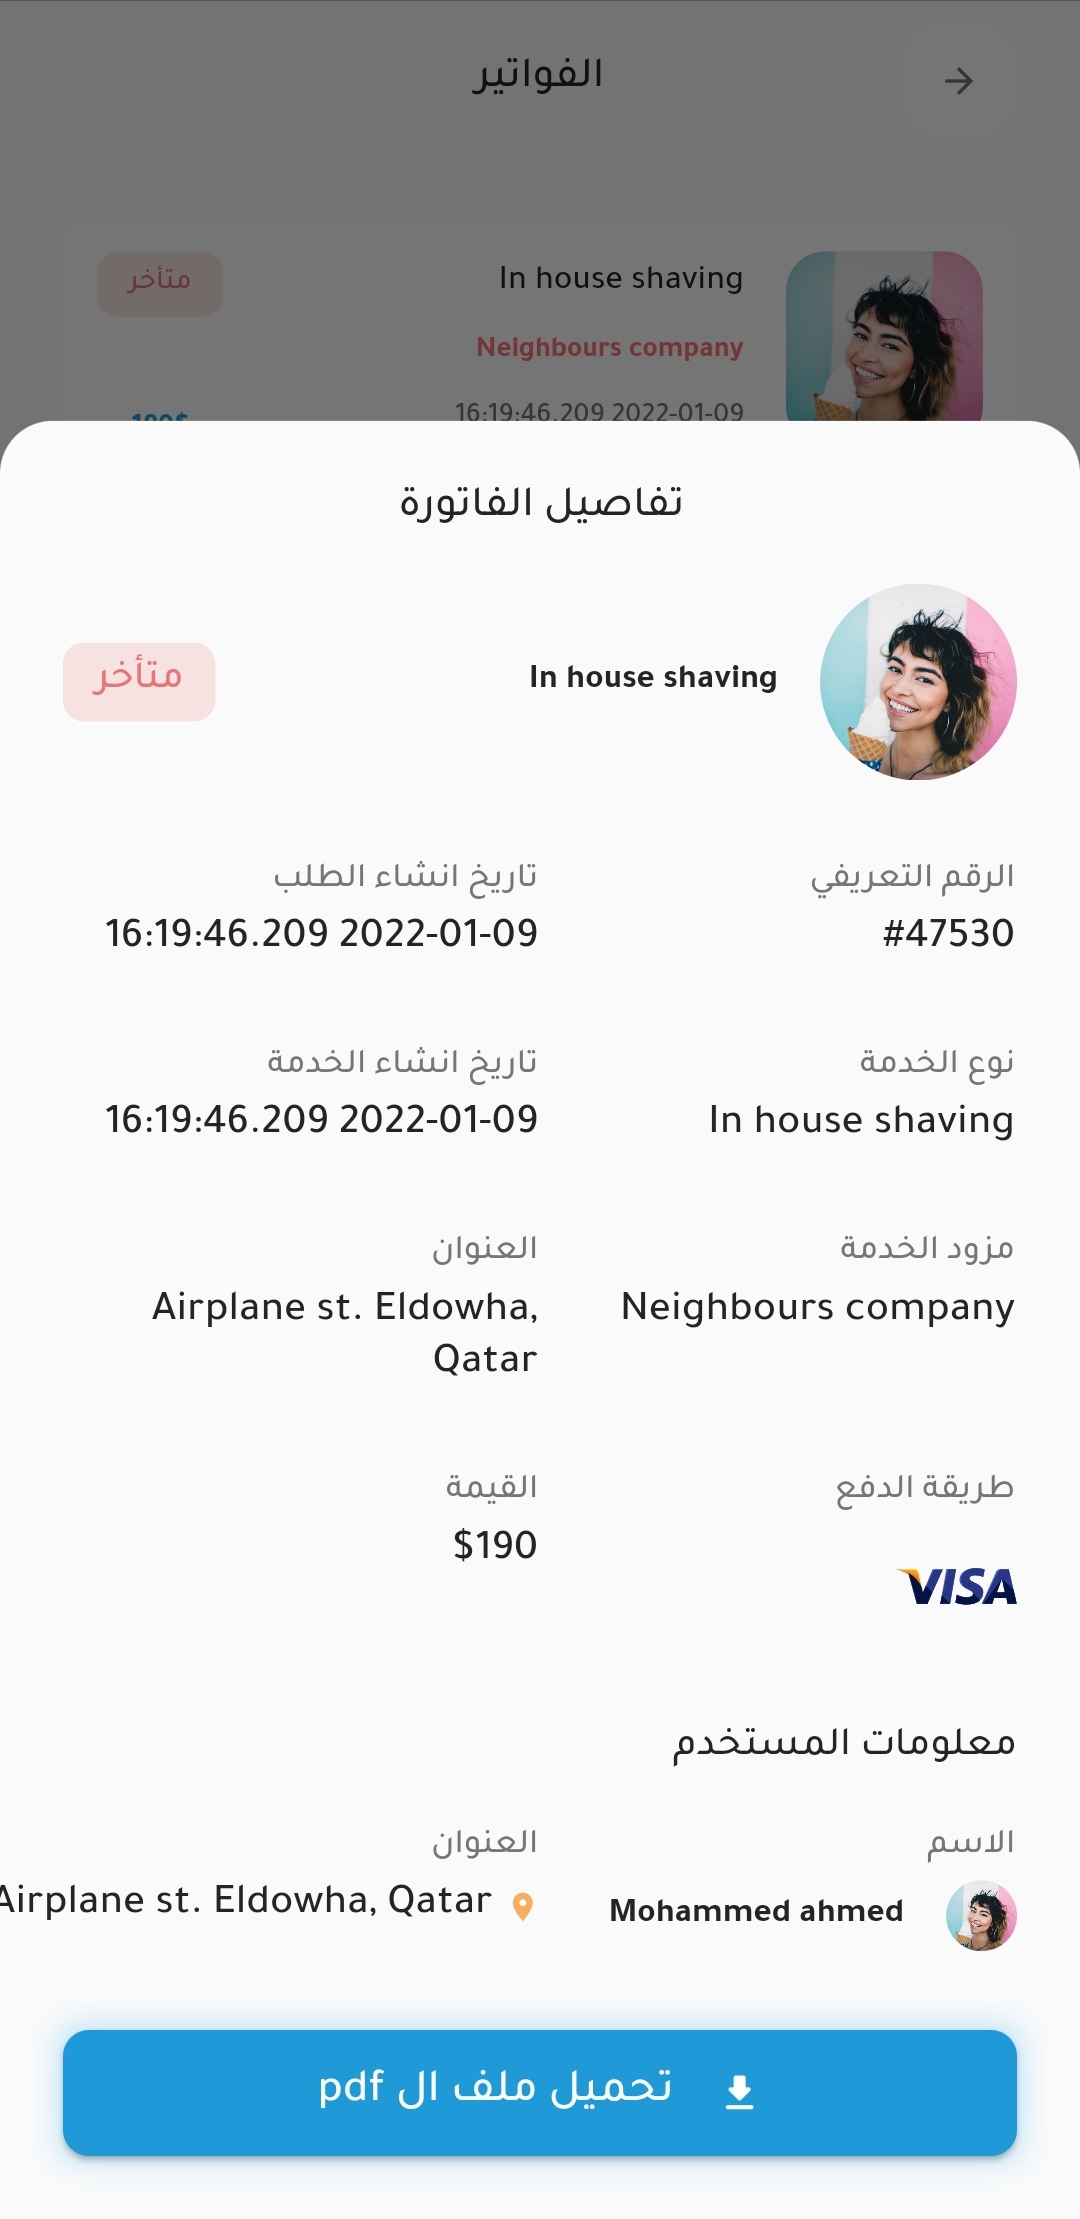 الفواتير
In house shaving
متأخر
Neighbours company
16:19:46.209 2022-01-09
تفاصيل الفاتورة
In house shaving
متأخر
الرقم التعريفي
#47530
تاريخ انشاء الطلب
16:19:46.209 2022-01-09
نوع الخدمة
In house shaving
تاريخ انشاء الخدمة
16:19:46.209 2022-01-09
مزود الخدمة
Neighbours company
العنوان
Airplane st. Eldowha,
Qatar
طريقة الدفع
VISA
القيمة
$190
معلومات المستخدم
الاسم
Mohammed ahmed
العنوان
Airplane st. Eldowha, Qatar
تحميل ملف ال pdf